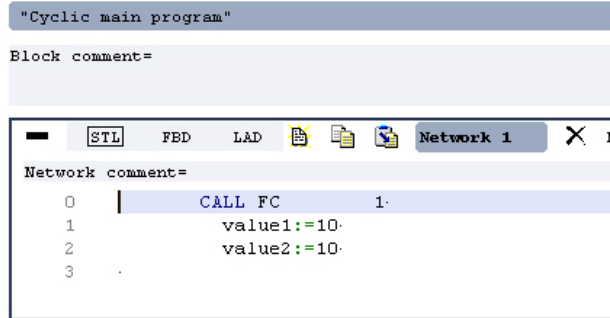 "Cyclic main program"
Block comment=
STL FBD LAD Network 1
Network comment=
0 CALL FC 1
1 value1:=10
2 value2:=10
3